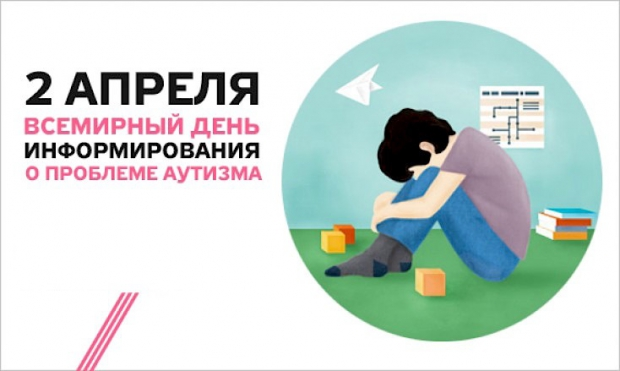 2 АПРЕЛЯ
ВСЕМИРНЫЙ ДЕНЬ
ИНФОРМИРОВАНИЯ
О ПРОБЛЕМЕ АУТИЗМА